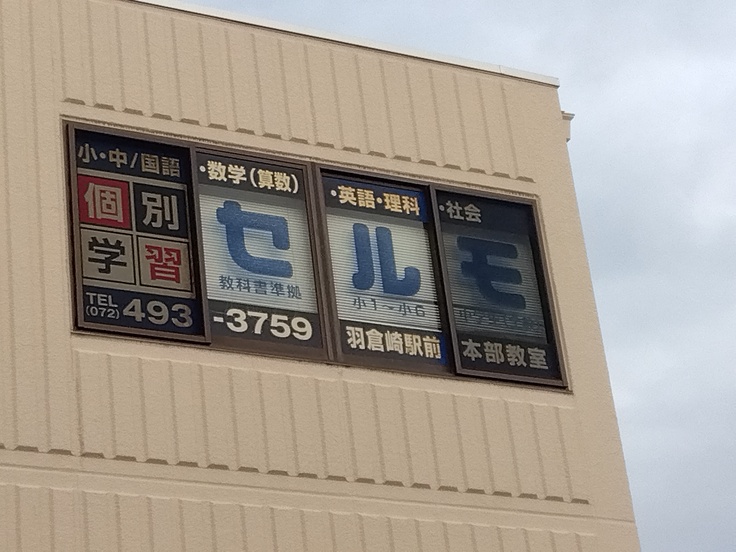 小・中/国語・数学(算数)・英語・理科・社会
個別学習
セルモ
教科書準拠
小1~小6
TEL(072)493-3759
羽倉崎駅前 本部教室